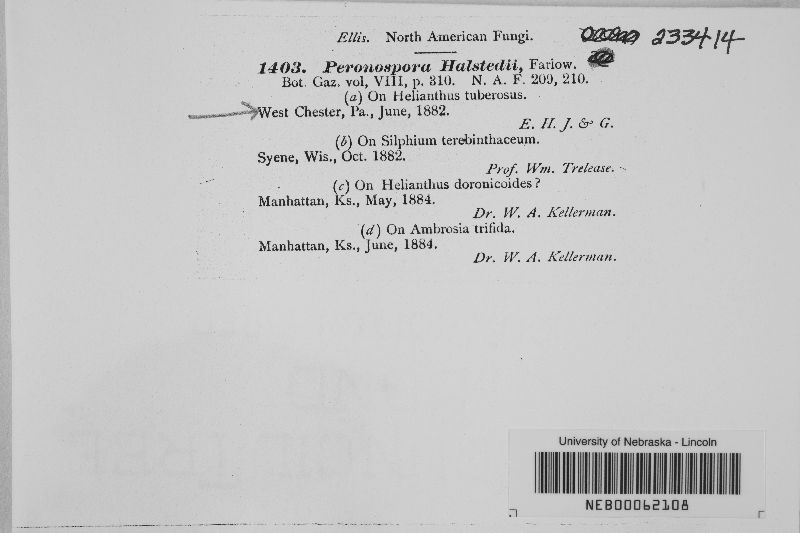 Ellis. North American Fungi.
233414
1403. Peronospora Halstedii, Farlow.
Bot. Gaz. vol, VIII, p. 310. N. A. F. 209, 210.
(a) On Helianthus tuberosus.
West Chester, Pa., June, 1882.
E. H. J. & G.
(b) On Silphium terebinthaceum.
Syene, Wis., Oct. 1882.
Prof. Wm. Trelease.
(c) On Helianthus doronicoides?
Manhattan, Ks., May, 1884.
Dr. W. A. Kellerman.
(d) On Ambrosia trifida.
Manhattan, Ks., June, 1884.
Dr. W. A. Kellerman.
University of Nebraska - Lincoln
NEB00062108